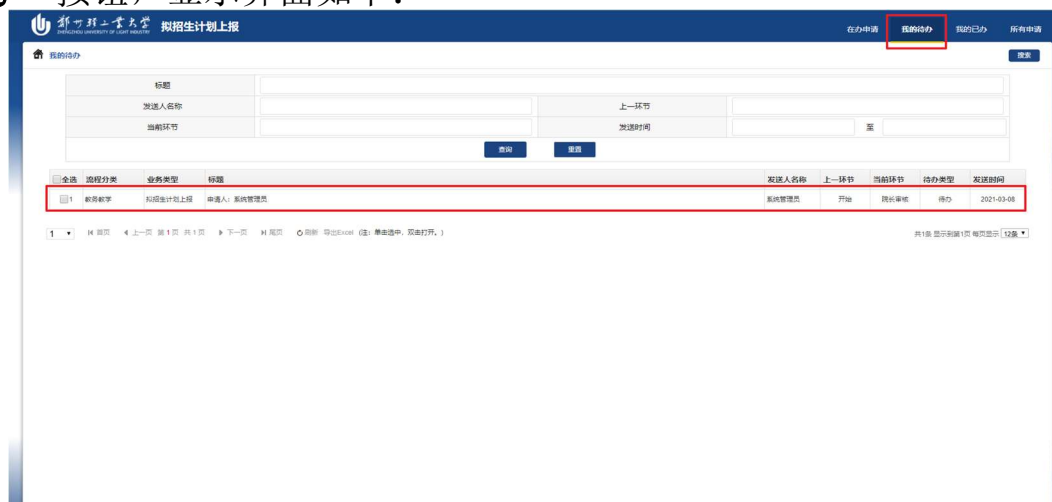 按钮，显示界面如下：
郑州轻工业大学 拟招生计划上报 在办申请 我的待办 我的已办 所有申请
ZHENGZHOU UNIVERSITY OF LIGHT INDUSTRY
我的待办 搜索
标题
发送人名称 上一环节
当前环节 发送时间 至
查询 重置
全选 流程分类 业务类型 标题 发送人名称 上一环节 当前环节 待办类型 发送时间
1 教务教学 拟招生计划上报 申请人：系统管理员 系统管理员 开始 院长审核 待办 2021-03-08
1 首页 上一页 第1页 共1页 下一页 尾页 刷新 导出Excel (注：单击选中，双击打开。) 共1条 显示到第1页 每页显示 12条